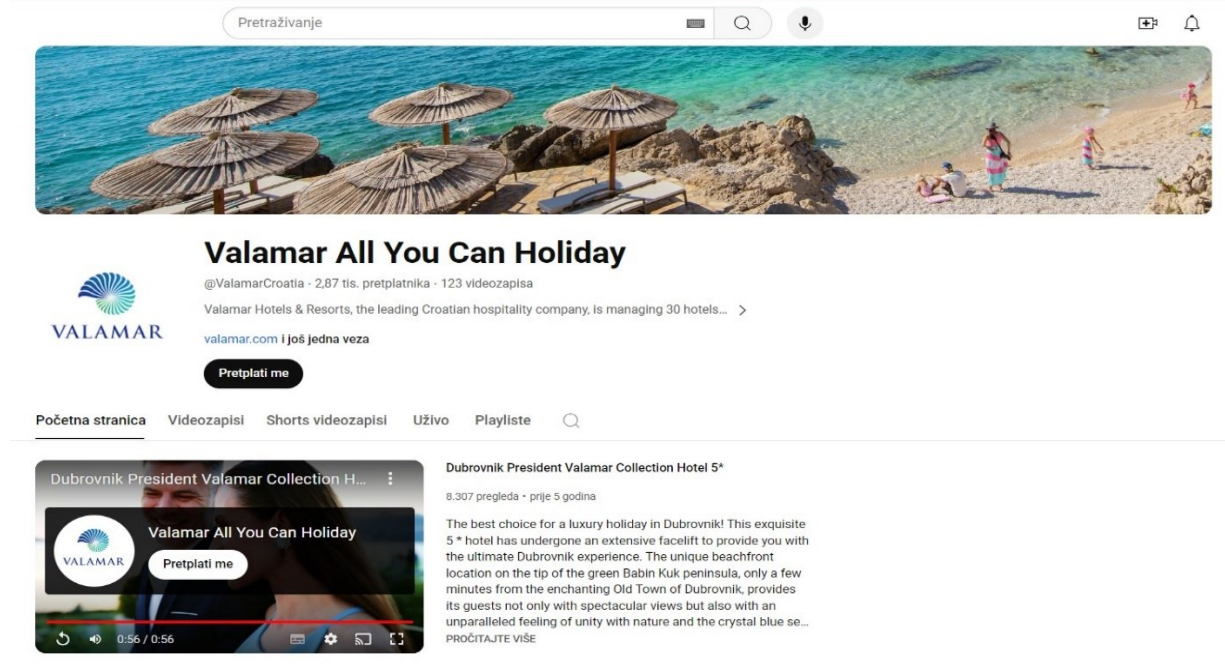 Pretraživanje
Valamar All You Can Holiday
@ValamarCroatia · 2,87 tis. pretplatnika · 123 videozapisa
Valamar Hotels & Resorts, the leading Croatian hospitality company, is managing 30 hotels...
VALAMAR
valamar.com i još jedna veza
Pretplati me
Početna stranica Videozapisi Shorts videozapisi Uživo Playliste
Dubrovnik President Valamar Collection H...
Valamar All You Can Holiday
VALAMAR
Pretplati me
0:56 / 0:56
Dubrovnik President Valamar Collection Hotel 5*
8.307 pregleda • prije 5 godina
The best choice for a luxury holiday in Dubrovnik! This exquisite
5 * hotel has undergone an extensive facelift to provide you with
the ultimate Dubrovnik experience. The unique beachfront
location on the tip of the green Babin Kuk peninsula, only a few
minutes from the enchanting Old Town of Dubrovnik, provides
its guests not only with spectacular views but also with an
unparalleled feeling of unity with nature and the crystal blue se...
PROČITAJTE VIŠE